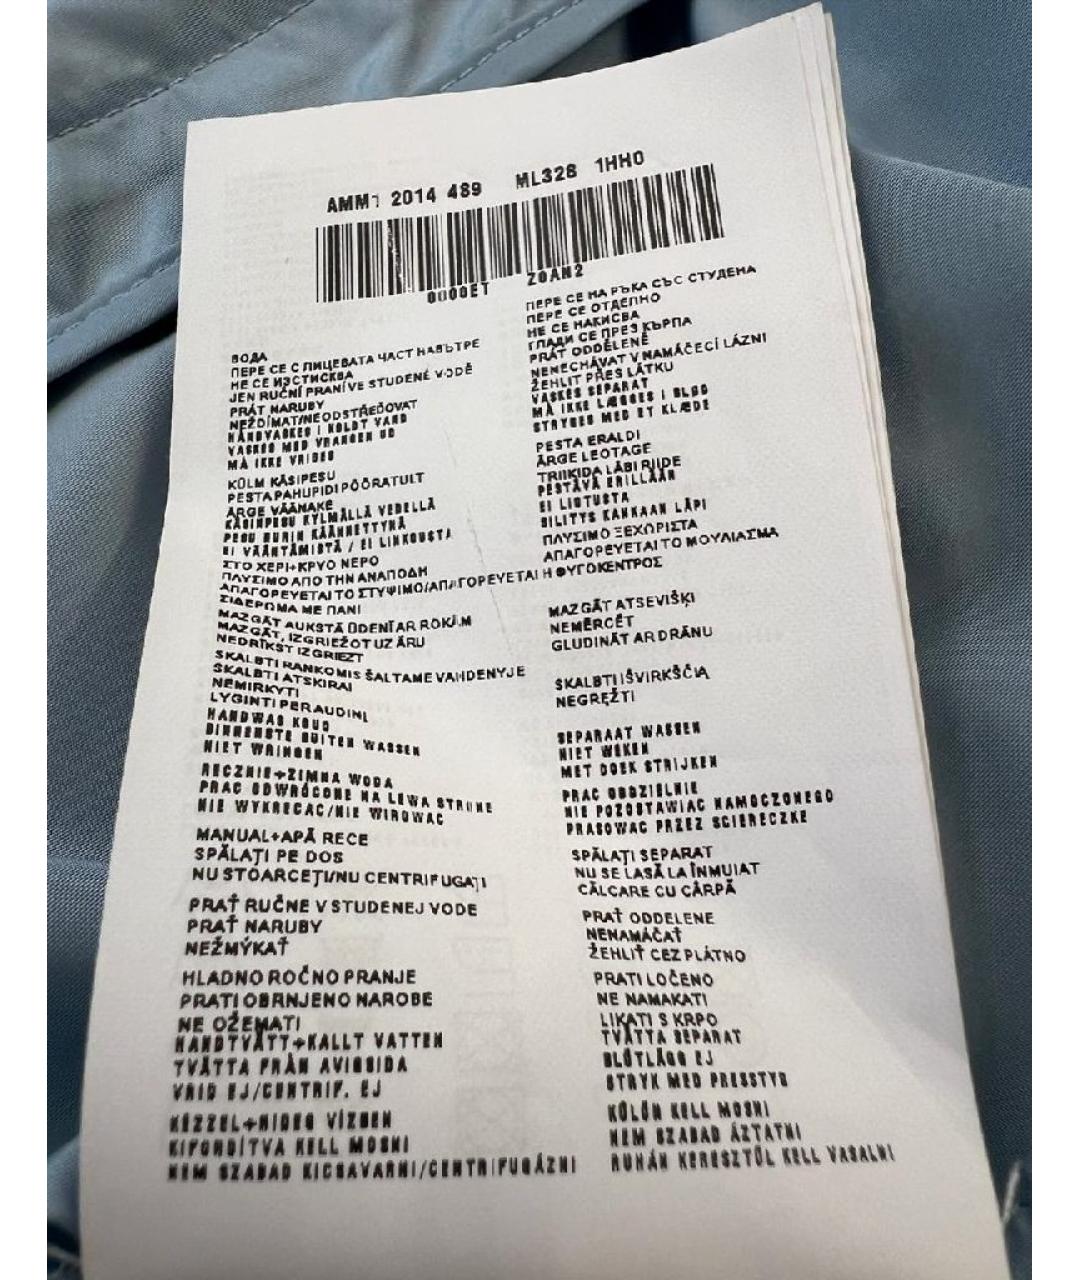 AMM1 2014 489 ML328 1HH0
0000ET Z0AN2
ПЕРЕ СЕ НА РЪКА СЪС СТУДЕНА
ВОДА
ПЕРЕ СЕ ОТДЕЛНО
ПЕРЕ СЕ С ЛИЦЕВАТА ЧАСТ НАВЪТРЕ
НЕ СЕ НАКИСВА
НЕ СЕ ИЗСТИСКВА
ГЛАДИ СЕ ПРЕЗ КЪРПА
JEN RUČNÍ PRANÍ VE STUDENÉ VODĚ
PRÁT ODDĚLENĚ
PRÁT NARUBY
NENECHÁVAT V NAMÁČECÍ LÁZNI
NEŽDÍMAT/NEODSTŘEĎOVAT
ŽEHLIT PŘES LÁTKU
HÅNDVASKES I KOLDT VAND
VASKES SEPARAT
VASKES MED VRANGEN UD
MÅ IKKE LÆGGES I BLØD
MÅ IKKE VRIDES
STRYGES MED ET KLÆDE
KÜLM KÄSIPESU
PESTA ERALDI
PESTA PAHUPIDI PÖÖRATULT
ÄRGE LEOTAGE
ÄRGE VÄÄNAKE
TRIIKIDA LÄBI RIIDE
KÄSINPESU KYLMÄLLÄ VEDELLÄ
PESTÄVÄ ERILLÄÄN
PESU NURIN KÄÄNNETTYNÄ
EI LIOTUSTA
EI VÄÄNTÄMISTÄ / EI LINKOUSTA
SILITYS KANKAAN LÄPI
ΣΤΟ ΧΕΡΙ+ΚΡΥΟ ΝΕΡΟ
ΠΛΥΣΙΜΟ ΞΕΧΩΡΙΣΤΑ
ΠΛΥΣΙΜΟ ΑΠΟ ΤΗΝ ΑΝΑΠΟΔΗ
ΑΠΑΓΟΡΕΥΕΤΑΙ ΤΟ ΜΟΥΛΙΑΣΜΑ
ΑΠΑΓΟΡΕΥΕΤΑΙ ΤΟ ΣΤΥΨΙΜΟ/ΑΠΑΓΟΡΕΥΕΤΑΙ Η ΦΥΓΟΚΕΝΤΡΟΣ
ΣΙΔΕΡΩΜΑ ΜΕ ΠΑΝΙ
MAZGĀT AUKSTĀ ŪDENĪ AR ROKĀM
MAZGĀT ATSEVIŠĶI
MAZGĀT, IZGRIEŽOT UZ ĀRU
NEMĒRCĒT
NEDRĪKST IZGRIEZT
GLUDINĀT AR DRĀNU
SKALBTI RANKOMIS ŠALTAME VANDENYJE
SKALBTI ATSKIRAI
SKALBTI IŠVIRKŠČIĄ
NEMIRKYTI
NEGRĘŽTI
LYGINTI PER AUDINĮ
HANDWAS KOUD
SEPARAAT WASSEN
BINNENSTE BUITEN WASSEN
NIET WEKEN
NIET WRINGEN
MET DOEK STRIJKEN
RECZNIE+ZIMNA WODA
PRAC ODDZIELNIE
PRAC ODWRÓCONE NA LEWA STRONE
NIE POZOSTAWIAC NAMOCZONEGO
NIE WYKRECAC/NIE WIROWAC
PRASOWAC PRZEZ SCIERECZKE
MANUAL+APĂ RECE
SPĂLAŢI SEPARAT
SPĂLAŢI PE DOS
NU SE LASĂ LA ÎNMUIAT
NU STOARCEŢI/NU CENTRIFUGAŢI
CĂLCARE CU CÂRPĂ
PRAŤ RUČNE V STUDENEJ VODE
PRAŤ ODDELENE
PRAŤ NARUBY
NENAMÁČAŤ
NEŽMÝKAŤ
ŽEHLIŤ CEZ PLÁTNO
HLADNO ROČNO PRANJE
PRATI LOČENO
PRATI OBRNJENO NAROBE
NE NAMAKATI
NE OŽEMATI
LIKATI S KRPO
HANDTVÄTT+KALLT VATTEN
TVÄTTA SEPARAT
TVÄTTA FRÅN AVIGSIDA
BLÖTLÄGG EJ
VRID EJ/CENTRIF. EJ
STRYK MED PRESSTYG
KÉZZEL+HIDEG VÍZBEN
KÜLÖN KELL MOSNI
KIFORDÍTVA KELL MOSNI
NEM SZABAD ÁZTATNI
NEM SZABAD KICSAVARNI/CENTRIFUGÁZNI
RUHÁN KERESZTÜL KELL VASALNI